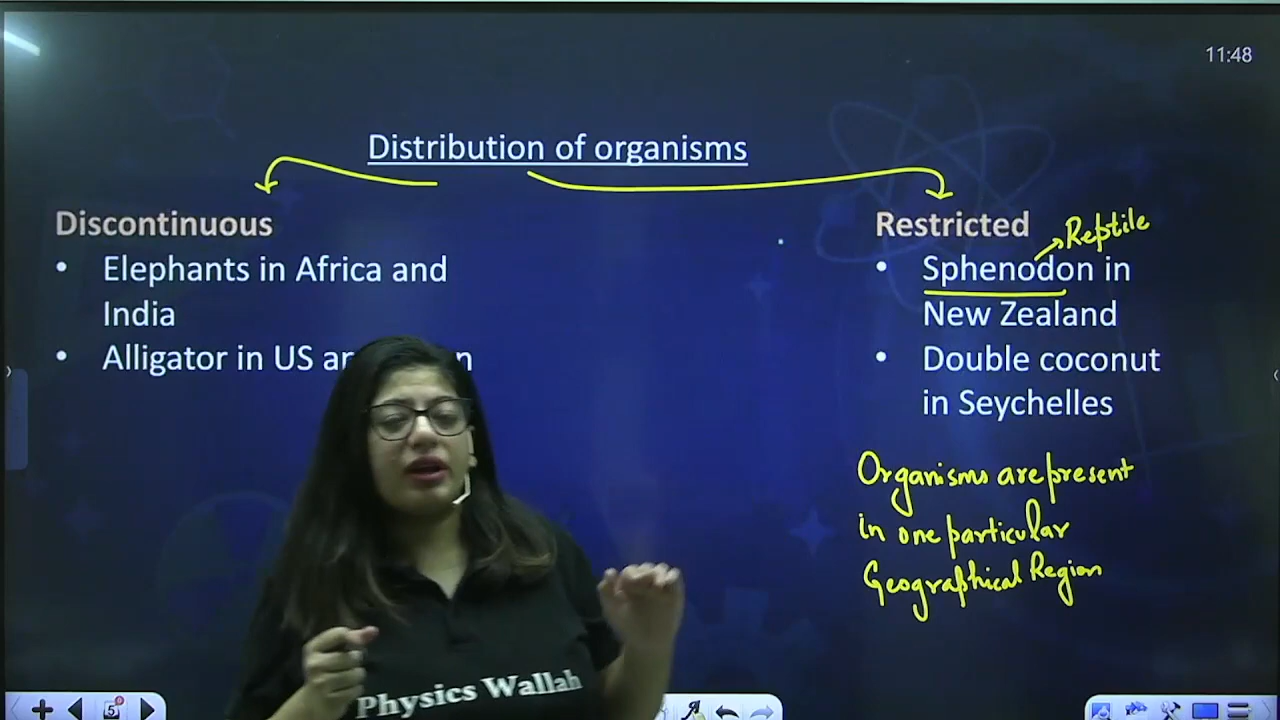 11:48
Distribution of organisms
Discontinuous
• Elephants in Africa and
India
• Alligator in US
Restricted
Reptile
• Sphenodon in
New Zealand
• Double coconut
in Seychelles
Organisms are present
in one particular
Geographical Region
Physics Wallah
5